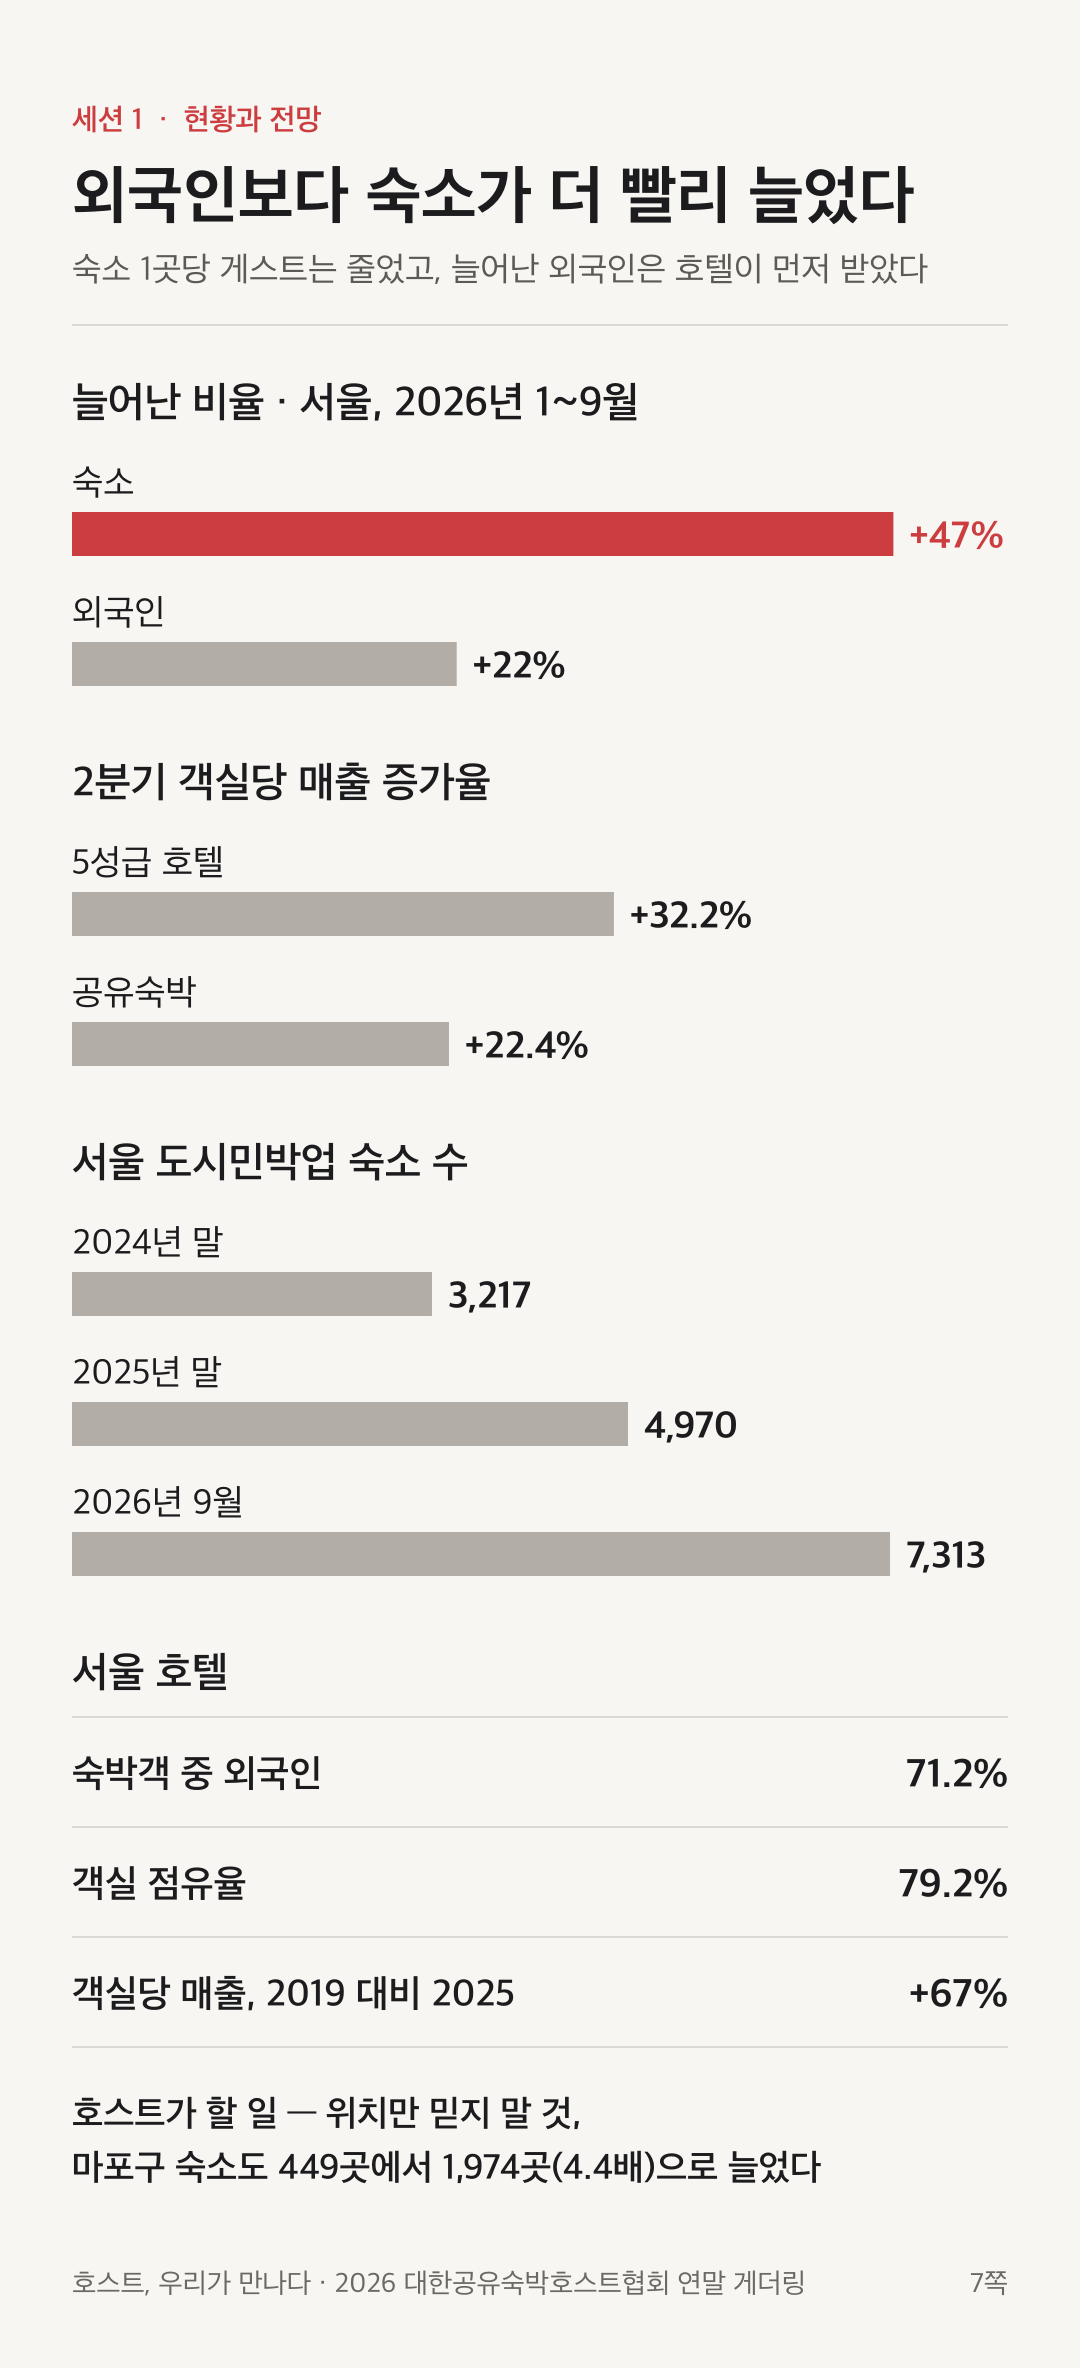 세션 1 · 현황과 전망
외국인보다 숙소가 더 빨리 늘었다
숙소 1곳당 게스트는 줄었고, 늘어난 외국인은 호텔이 먼저 받았다
늘어난 비율 · 서울, 2026년 1~9월
숙소
+47%
외국인
+22%
2분기 객실당 매출 증가율
5성급 호텔
+32.2%
공유숙박
+22.4%
서울 도시민박업 숙소 수
2024년 말
3,217
2025년 말
4,970
2026년 9월
7,313
서울 호텔
숙박객 중 외국인 71.2%
객실 점유율 79.2%
객실당 매출, 2019 대비 2025 +67%
호스트가 할 일 — 위치만 믿지 말 것,
마포구 숙소도 449곳에서 1,974곳(4.4배)으로 늘었다
호스트, 우리가 만나다 · 2026 대한공유숙박호스트협회 연말 게더링 7쪽